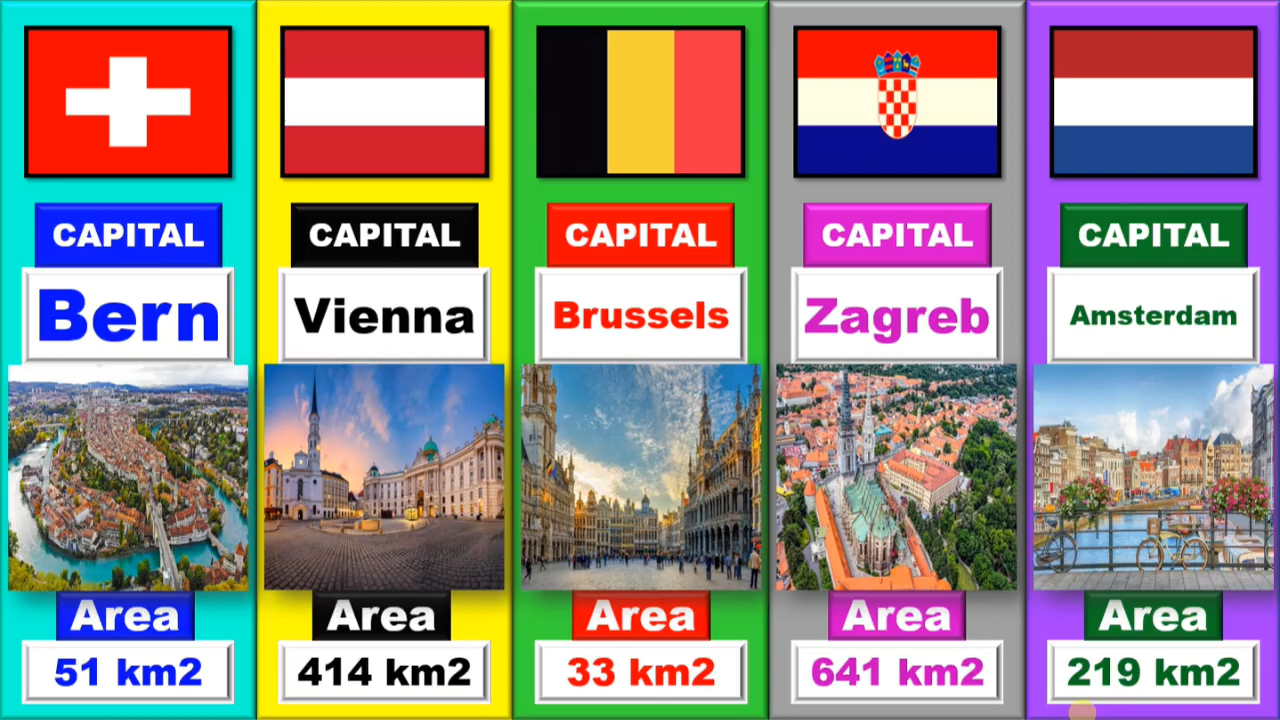 CAPITAL
Bern
Area
51 km2
CAPITAL
Vienna
Area
414 km2
CAPITAL
Brussels
Area
33 km2
CAPITAL
Zagreb
Area
641 km2
CAPITAL
Amsterdam
Area
219 km2